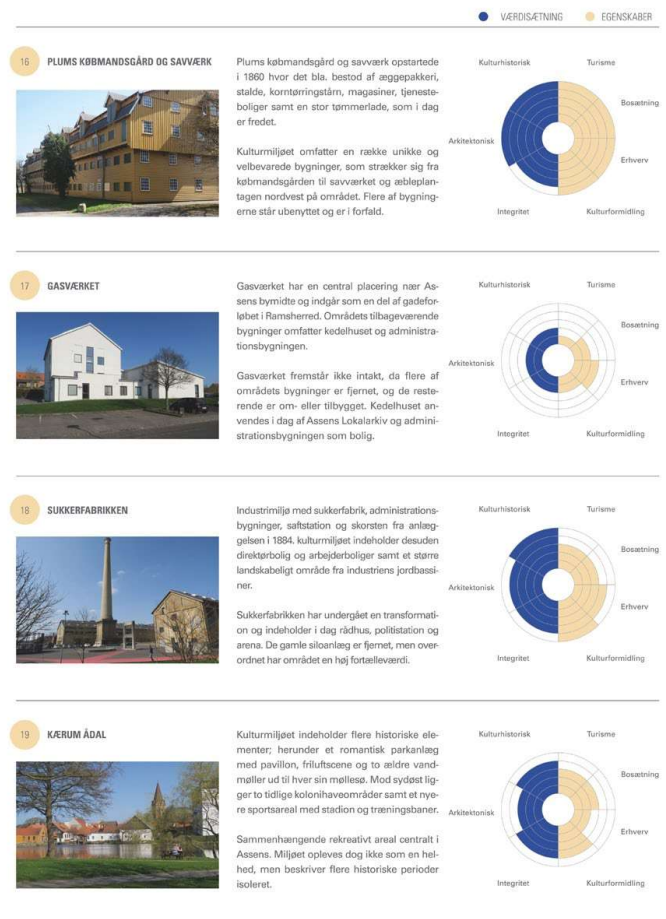 VÆRDISÆTNING EGENSKABER
16 PLUMS KØBMANDSGÅRD OG SAVVÆRK
Plums købmandsgård og savværk opstartede
i 1860 hvor det bla. bestod af æggepakkeri,
stalde, korntørringstårn, magasiner, tjeneste-
boliger samt en stor tømmerlade, som i dag
er fredet.
Kulturmiljøet omfatter en række unikke og
velbevarede bygninger, som strækker sig fra
købmandsgården til savværket og æbleplan-
tagen nordvest på området. Flere af bygning-
erne står ubenyttet og er i forfald.
Kulturhistorisk Turisme
Bosætning
Arkitektonisk
Erhverv
Integritet Kulturformidling
17 GASVÆRKET
Gasværket har en central placering nær As-
sens bymidte og indgår som en del af gadefor-
løbet i Ramsherred. Områdets tilbageværende
bygninger omfatter kedelhuset og administra-
tionsbygningen.
Gasværket fremstår ikke intakt, da flere af
områdets bygninger er fjernet, og de reste-
rende er om- eller tilbygget. Kedelhuset an-
vendes i dag af Assens Lokalarkiv og admini-
strationsbygningen som bolig.
Kulturhistorisk Turisme
Bosætning
Arkitektonisk
Erhverv
Integritet Kulturformidling
18 SUKKERFABRIKKEN
Industrimiljø med sukkerfabrik, administrations-
bygninger, saftstation og skorsten fra anlæg-
gelsen i 1884. kulturmiljøet indeholder desuden
direktørbolig og arbejderboliger samt et større
landskabeligt område fra industriens jordbassi-
ner.
Sukkerfabrikken har undergået en transformati-
on og indeholder i dag rådhus, politistation og
arena. De gamle siloanlæg er fjernet, men over-
ordnet har området en høj fortælleværdi.
Kulturhistorisk Turisme
Bosætning
Arkitektonisk
Erhverv
Integritet Kulturformidling
19 KÆRUM ÅDAL
Kulturmiljøet indeholder flere historiske ele-
menter; herunder et romantisk parkanlæg
med pavillon, friluftscene og to ældre vand-
møller ud til hver sin møllesø. Mod sydøst lig-
ger to tidlige kolonihaveområder samt et nye-
re sportsareal med stadion og træningsbaner.
Sammenhængende rekreativt areal centralt i
Assens. Miljøet opleves dog ikke som en hel-
hed, men beskriver flere historiske perioder
isoleret.
Kulturhistorisk Turisme
Bosætning
Arkitektonisk
Erhverv
Integritet Kulturformidling